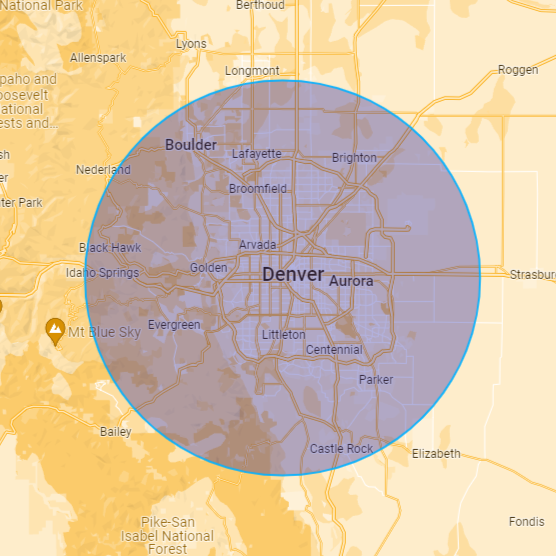 National Park
Berthoud
Lyons
Allenspark
Longmont
Roggen
paho and
oosevelt
ational
ests and...
Boulder
Lafayette
Brighton
sh
Nederland
er
Broomfield
ter Park
Black Hawk
Arvada
Idaho Springs
Golden
Denver
Aurora
Strasburg
Mt Blue Sky
Evergreen
Littleton
Centennial
Parker
Bailey
Castle Rock
Elizabeth
Pike-San
Isabel National
Forest
Fondis